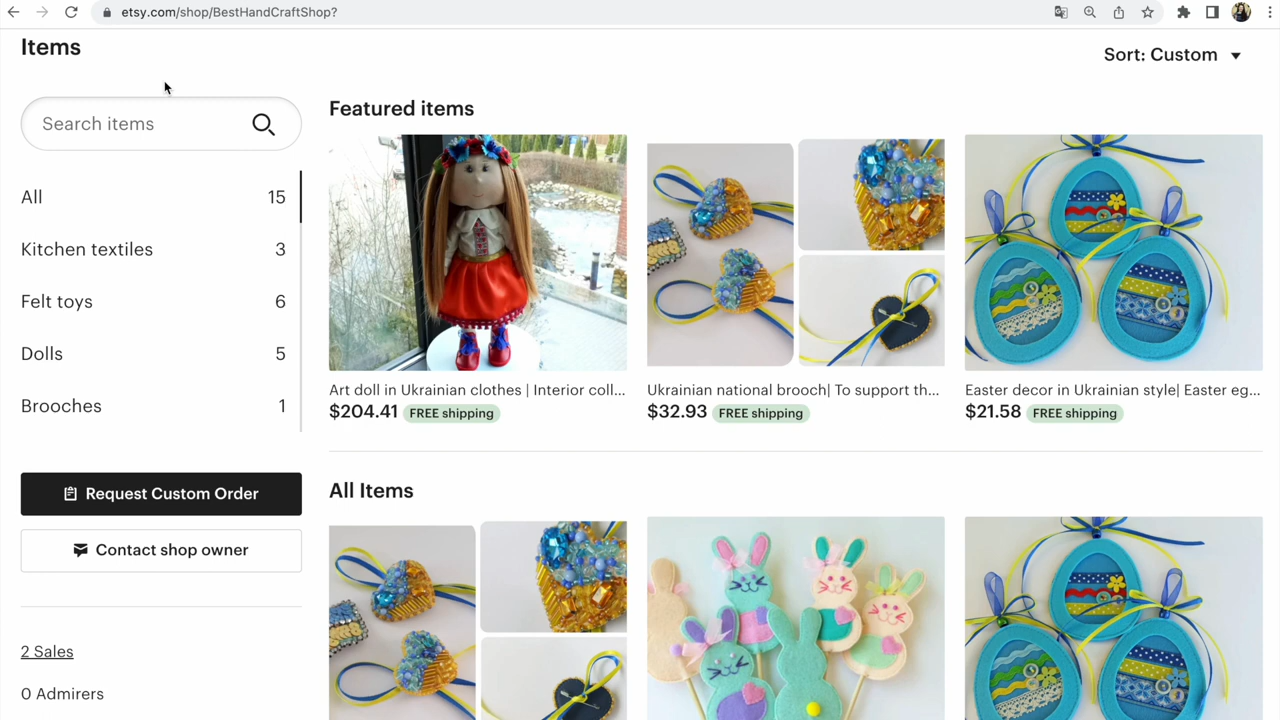 etsy.com/shop/BestHandCraftShop?
Items
Sort: Custom
Search items
All 15
Kitchen textiles 3
Felt toys 6
Dolls 5
Brooches 1
Request Custom Order
Contact shop owner
2 Sales
0 Admirers
Featured items
Art doll in Ukrainian clothes | Interior coll...
$204.41 FREE shipping
Ukrainian national brooch| To support th...
$32.93 FREE shipping
Easter decor in Ukrainian style| Easter eg...
$21.58 FREE shipping
All Items